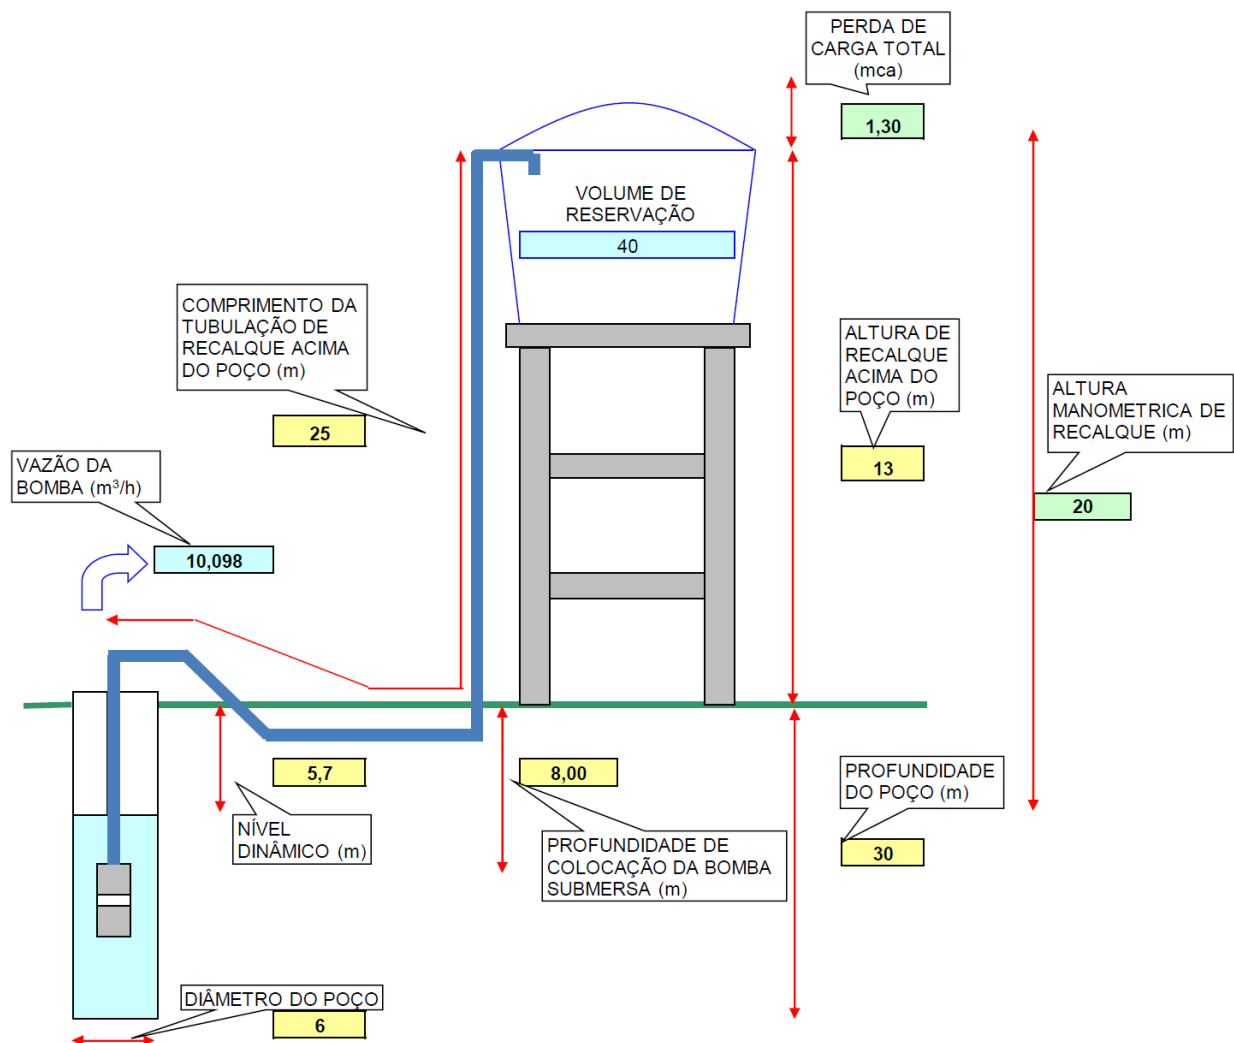 PERDA DE
CARGA TOTAL
(mca)
1,30
VOLUME DE
RESERVAÇÃO
40
COMPRIMENTO DA
TUBULAÇÃO DE
RECALQUE ACIMA
DO POÇO (m)
25
ALTURA DE
RECALQUE
ACIMA DO
POÇO (m)
13
ALTURA
MANOMETRICA DE
RECALQUE (m)
20
VAZÃO DA
BOMBA (m³/h)
10,098
5,7
NÍVEL
DINÂMICO (m)
8,00
PROFUNDIDADE DE
COLOCAÇÃO DA BOMBA
SUBMERSA (m)
PROFUNDIDADE
DO POÇO (m)
30
DIÂMETRO DO POÇO
6